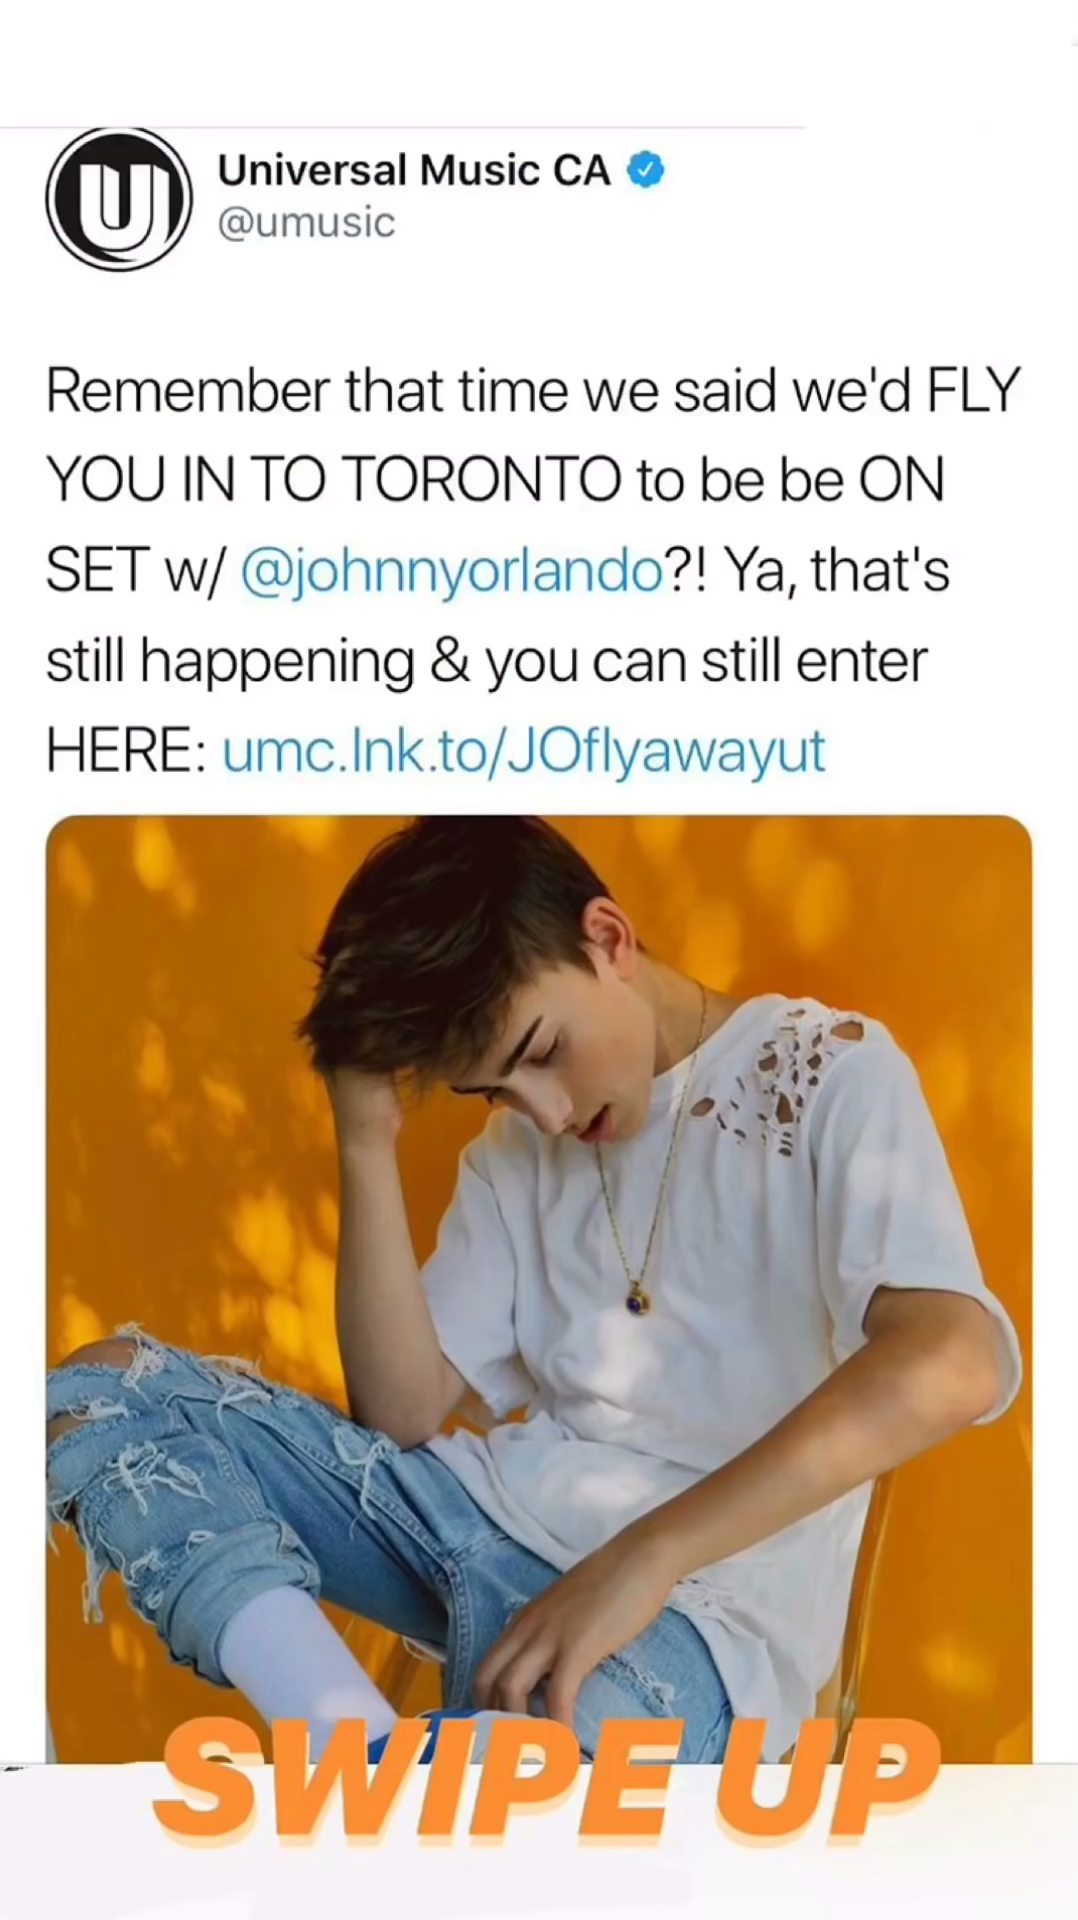 U
Universal Music CA
@umusic
Remember that time we said we'd FLY
YOU IN TO TORONTO to be be ON
SET w/ @johnnyorlando?! Ya, that's
still happening & you can still enter
HERE: umc.lnk.to/JOflyawayut
SWIPE UP